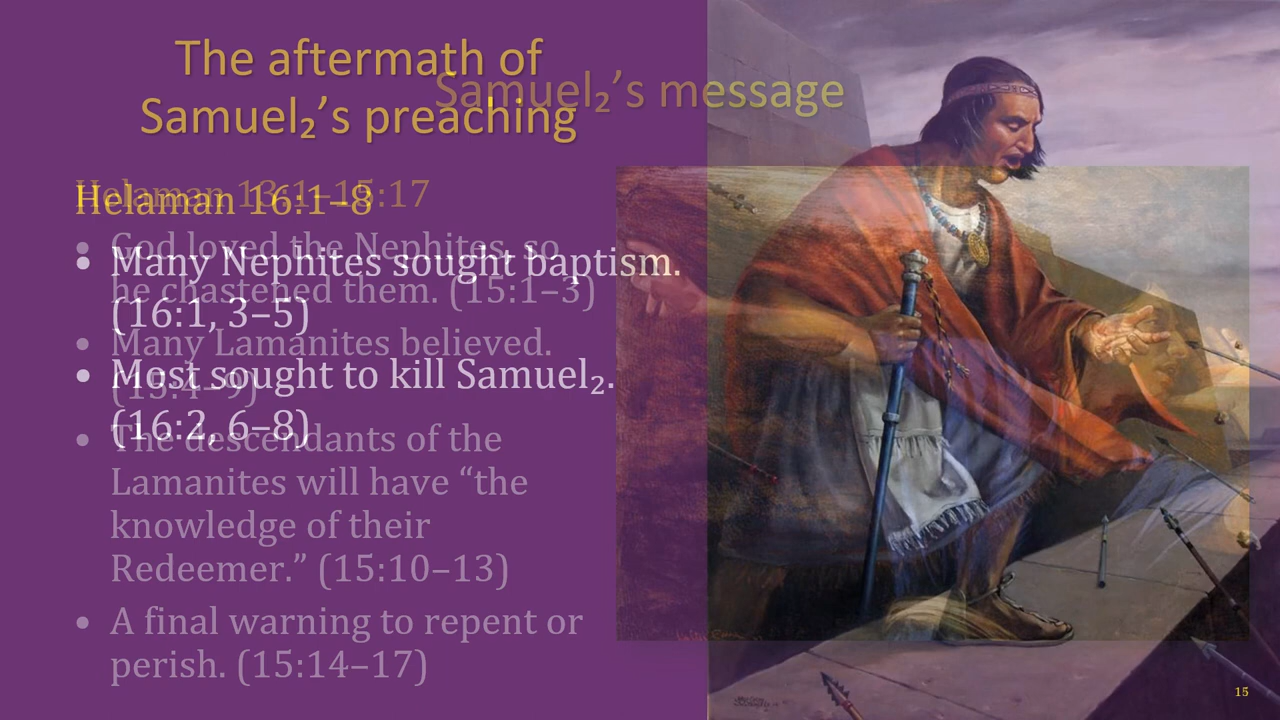 The aftermath of
Samuel₂’s preaching
Samuel₂’s message
Helaman 13:1–15:17
Helaman 16:1–8
• God loved the Nephites, so
he chastened them. (15:1–3)
• Many Nephites sought baptism.
(16:1, 3–5)
• Many Lamanites believed.
(15:4–9)
• Most sought to kill Samuel₂.
(16:2, 6–8)
• The descendants of the
Lamanites will have “the
knowledge of their
Redeemer.” (15:10–13)
• A final warning to repent or
perish. (15:14–17)
15